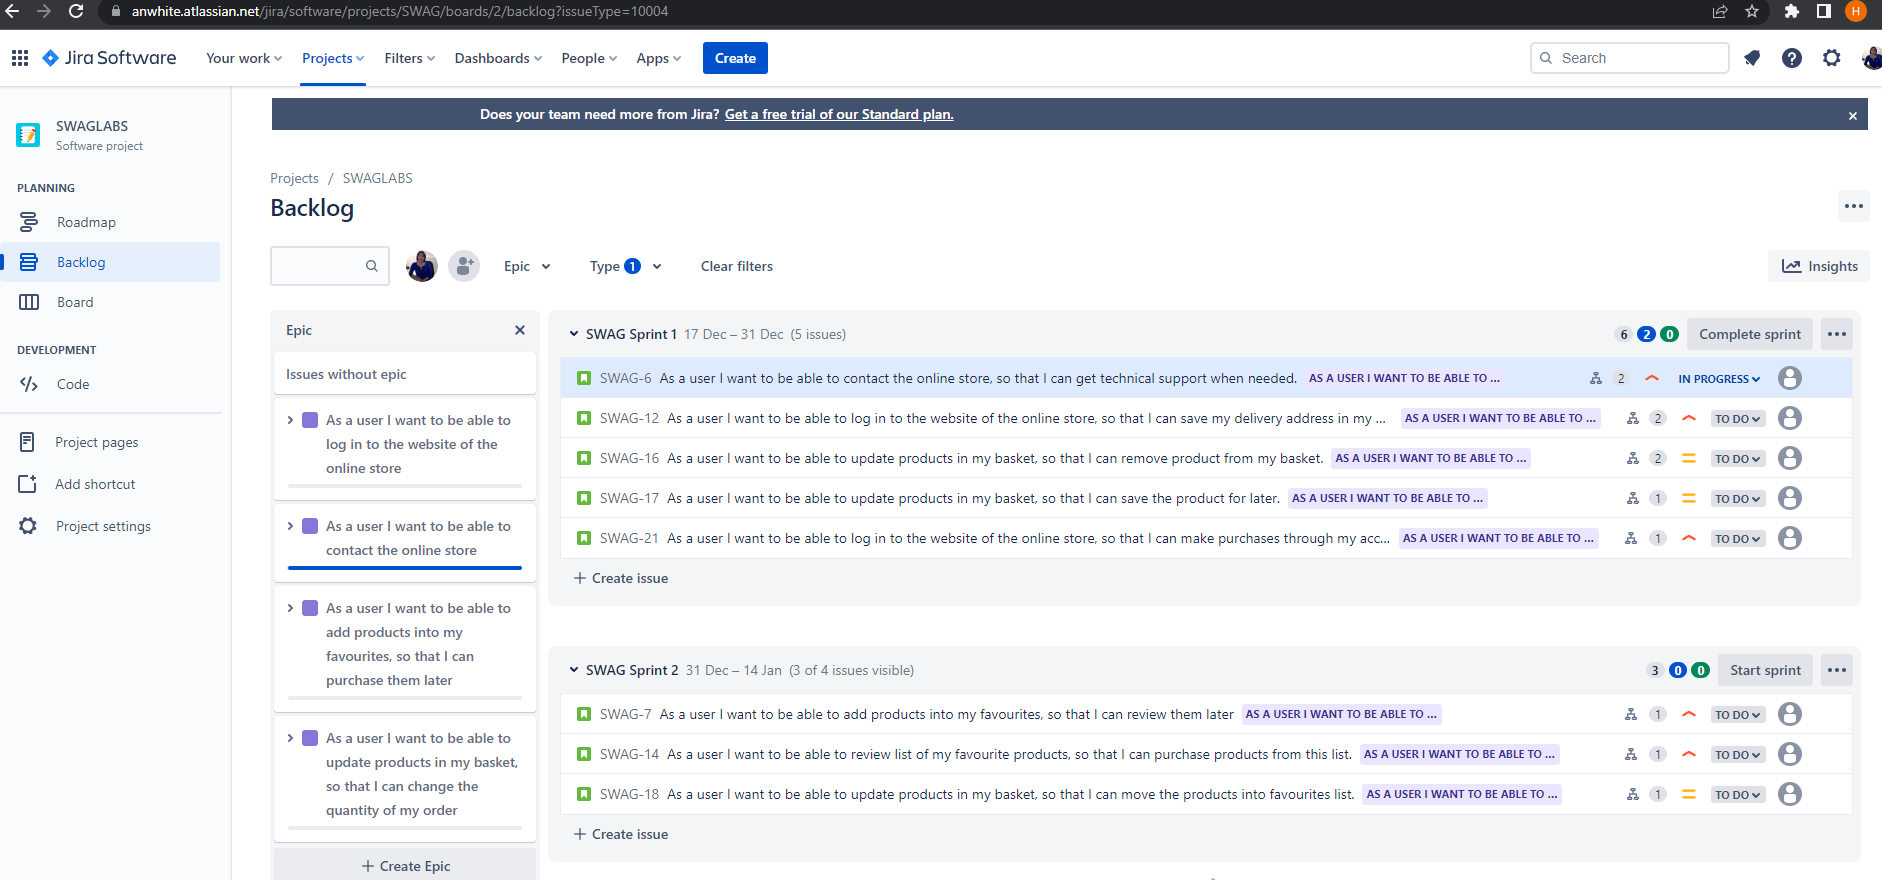 anwhite.atlassian.net/jira/software/projects/SWAG/boards/2/backlog?issueType=10004
H
Jira Software
Your work
Projects
Filters
Dashboards
People
Apps
Create
Search
Does your team need more from Jira? Get a free trial of our Standard plan.
SWAGLABS
Software project
PLANNING
Roadmap
Backlog
Board
DEVELOPMENT
Code
Project pages
Add shortcut
Project settings
Projects / SWAGLABS
Backlog
Epic
Type 1
Clear filters
Insights
Epic
Issues without epic
As a user I want to be able to
log in to the website of the
online store
As a user I want to be able to
contact the online store
As a user I want to be able to
add products into my
favourites, so that I can
purchase them later
As a user I want to be able to
update products in my basket,
so that I can change the
quantity of my order
+ Create Epic
SWAG Sprint 1 17 Dec – 31 Dec (5 issues) 6 2 0 Complete sprint
SWAG-6 As a user I want to be able to contact the online store, so that I can get technical support when needed. AS A USER I WANT TO BE ABLE TO ... 2 IN PROGRESS
SWAG-12 As a user I want to be able to log in to the website of the online store, so that I can save my delivery address in my ... AS A USER I WANT TO BE ABLE TO ... 2 TO DO
SWAG-16 As a user I want to be able to update products in my basket, so that I can remove product from my basket. AS A USER I WANT TO BE ABLE TO ... 2 TO DO
SWAG-17 As a user I want to be able to update products in my basket, so that I can save the product for later. AS A USER I WANT TO BE ABLE TO ... 1 TO DO
SWAG-21 As a user I want to be able to log in to the website of the online store, so that I can make purchases through my acc... AS A USER I WANT TO BE ABLE TO ... 1 TO DO
+ Create issue
SWAG Sprint 2 31 Dec – 14 Jan (3 of 4 issues visible) 3 0 0 Start sprint
SWAG-7 As a user I want to be able to add products into my favourites, so that I can review them later AS A USER I WANT TO BE ABLE TO ... 1 TO DO
SWAG-14 As a user I want to be able to review list of my favourite products, so that I can purchase products from this list. AS A USER I WANT TO BE ABLE TO ... 1 TO DO
SWAG-18 As a user I want to be able to update products in my basket, so that I can move the products into favourites list. AS A USER I WANT TO BE ABLE TO ... 1 TO DO
+ Create issue